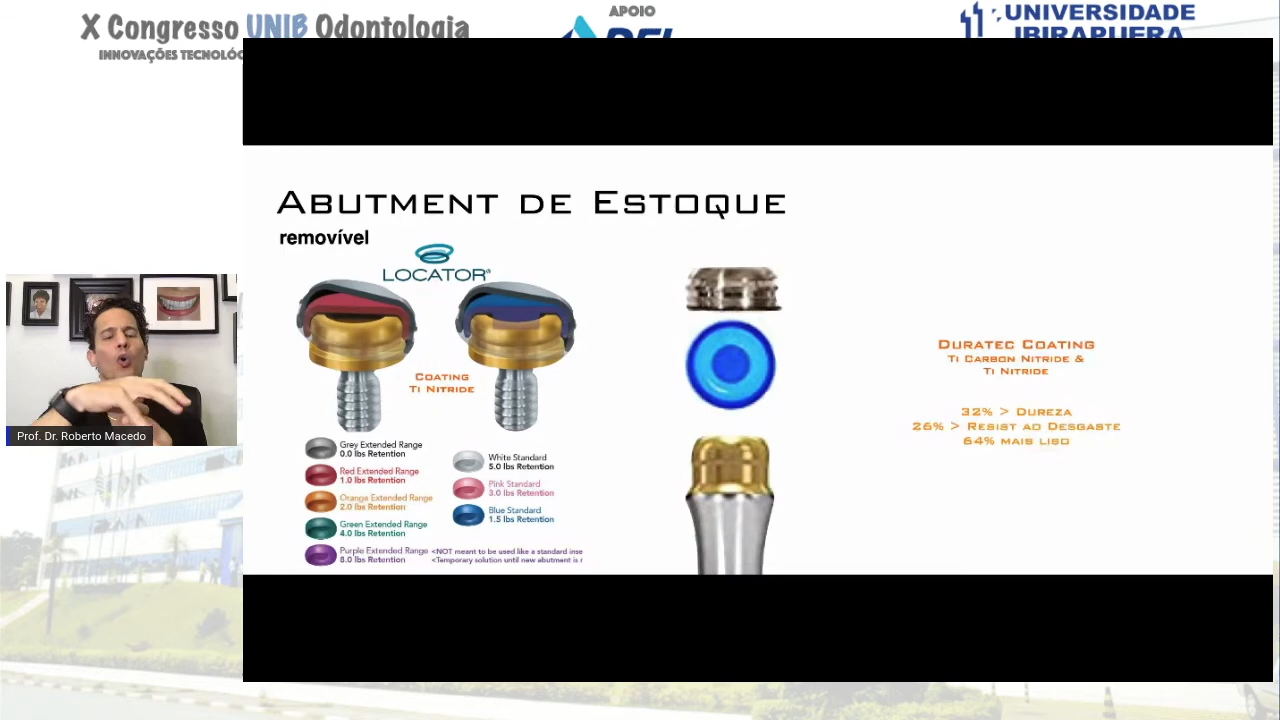 X Congresso UNIB Odontologia
INNOVAÇÕES
APOIO
UNIVERSIDADE
IBIRAPUERA
ABUTMENT DE ESTOQUE
removível
LOCATOR®
COATING
TI NITRIDE
Grey Extended Range
0.0 lbs Retention
Red Extended Range
1.0 lbs Retention
Orange Extended Range
2.0 lbs Retention
Green Extended Range
4.0 lbs Retention
Purple Extended Range <NOT meant to be used like a standard
8.0 lbs Retention <Temporary solution until new abutment is
White Standard
5.0 lbs Retention
Pink Standard
3.0 lbs Retention
Blue Standard
1.5 lbs Retention
DURATEC COATING
TI CARBON NITRIDE &
TI NITRIDE
32% > DUREZA
26% > RESIST AO DESGASTE
64% MAIS LISO
Prof. Dr. Roberto Macedo